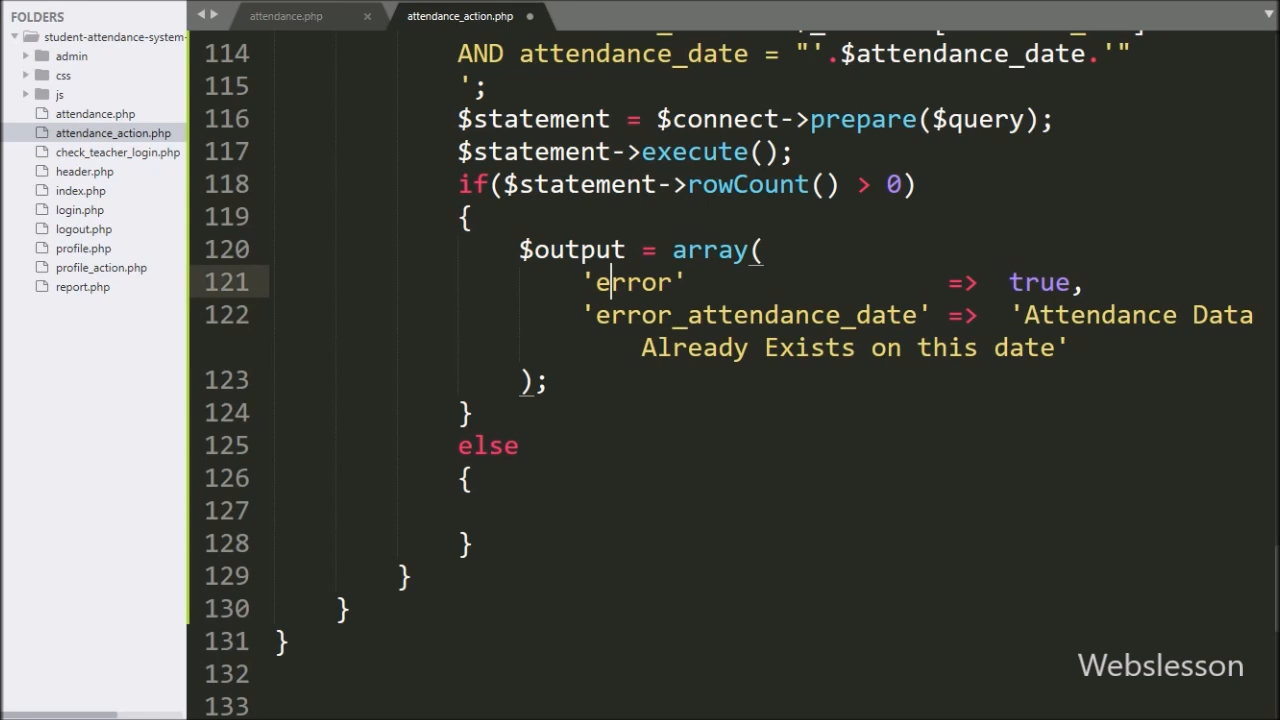 FOLDERS
student-attendance-system-
admin
css
js
attendance.php
attendance_action.php
check_teacher_login.php
header.php
index.php
login.php
logout.php
profile.php
profile_action.php
report.php
attendance.php ×
attendance_action.php
114 AND attendance_date = "'.$attendance_date.'"
115 ';
116 $statement = $connect->prepare($query);
117 $statement->execute();
118 if($statement->rowCount() > 0)
119 {
120 $output = array(
121 'error' => true,
122 'error_attendance_date' => 'Attendance Data
Already Exists on this date'
123 );
124 }
125 else
126 {
127
128 }
129 }
130 }
131 }
132
133
Webslesson